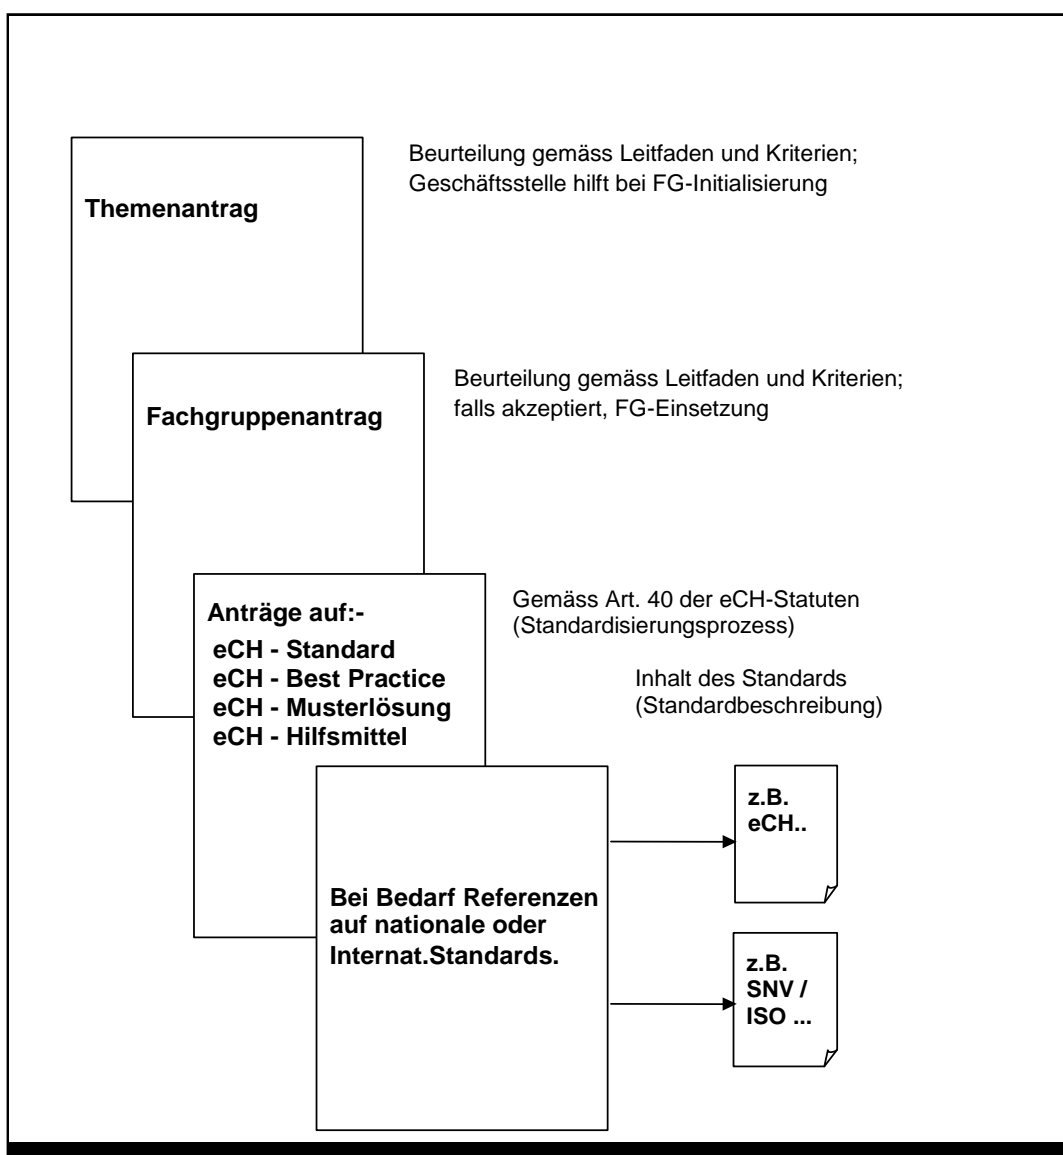 Beurteilung gemäss Leitfaden und Kriterien;
Geschäftsstelle hilft bei FG-Initialisierung
Themenantrag
Beurteilung gemäss Leitfaden und Kriterien;
falls akzeptiert, FG-Einsetzung
Fachgruppenantrag
Gemäss Art. 40 der eCH-Statuten
(Standardisierungsprozess)
Anträge auf:-
eCH - Standard
eCH - Best Practice
eCH - Musterlösung
eCH - Hilfsmittel
Inhalt des Standards
(Standardbeschreibung)
z.B.
eCH..
Bei Bedarf Referenzen
auf nationale oder
Internat.Standards.
z.B.
SNV /
ISO ...